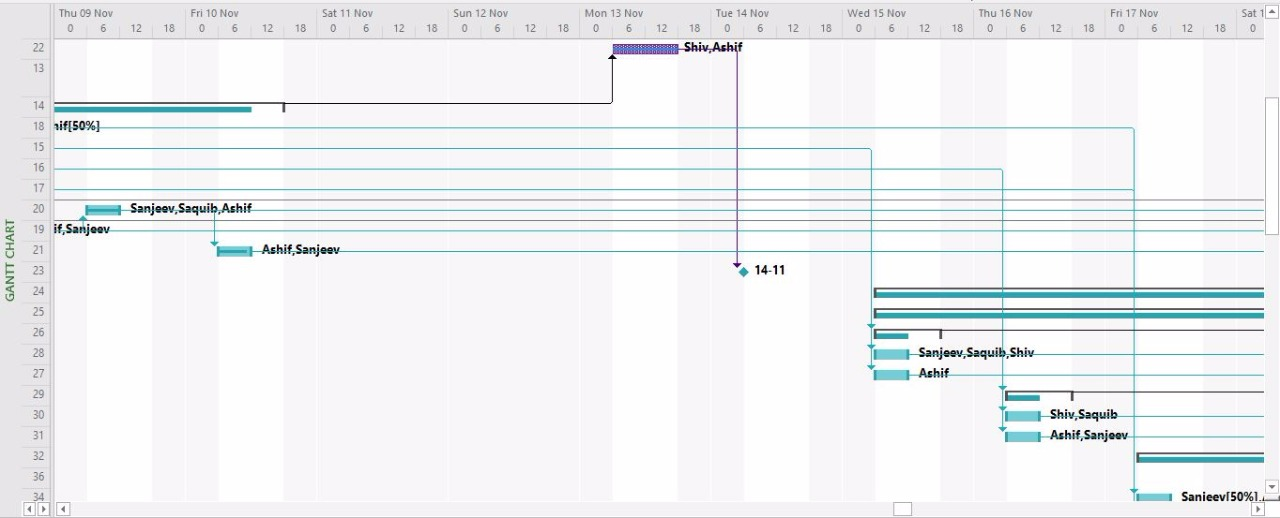 Thu 09 Nov Fri 10 Nov Sat 11 Nov Sun 12 Nov Mon 13 Nov Tue 14 Nov Wed 15 Nov Thu 16 Nov Fri 17 Nov Sat 1
0 6 12 18 0 6 12 18 0 6 12 18 0 6 12 18 0 6 12 18 0 6 12 18 0 6 12 18 0 6 12 18 0 6 12 18 0
22 Shiv,Ashif
13
14
18 hif[50%]
15
16
17
20 Sanjeev,Saquib,Ashif
19 if,Sanjeev
21 Ashif,Sanjeev
23 14-11
24
25
26
28 Sanjeev,Saquib,Shiv
27 Ashif
29
30 Shiv,Saquib
31 Ashif,Sanjeev
32
36
34 Sanjeev[50%]
GANTT CHART